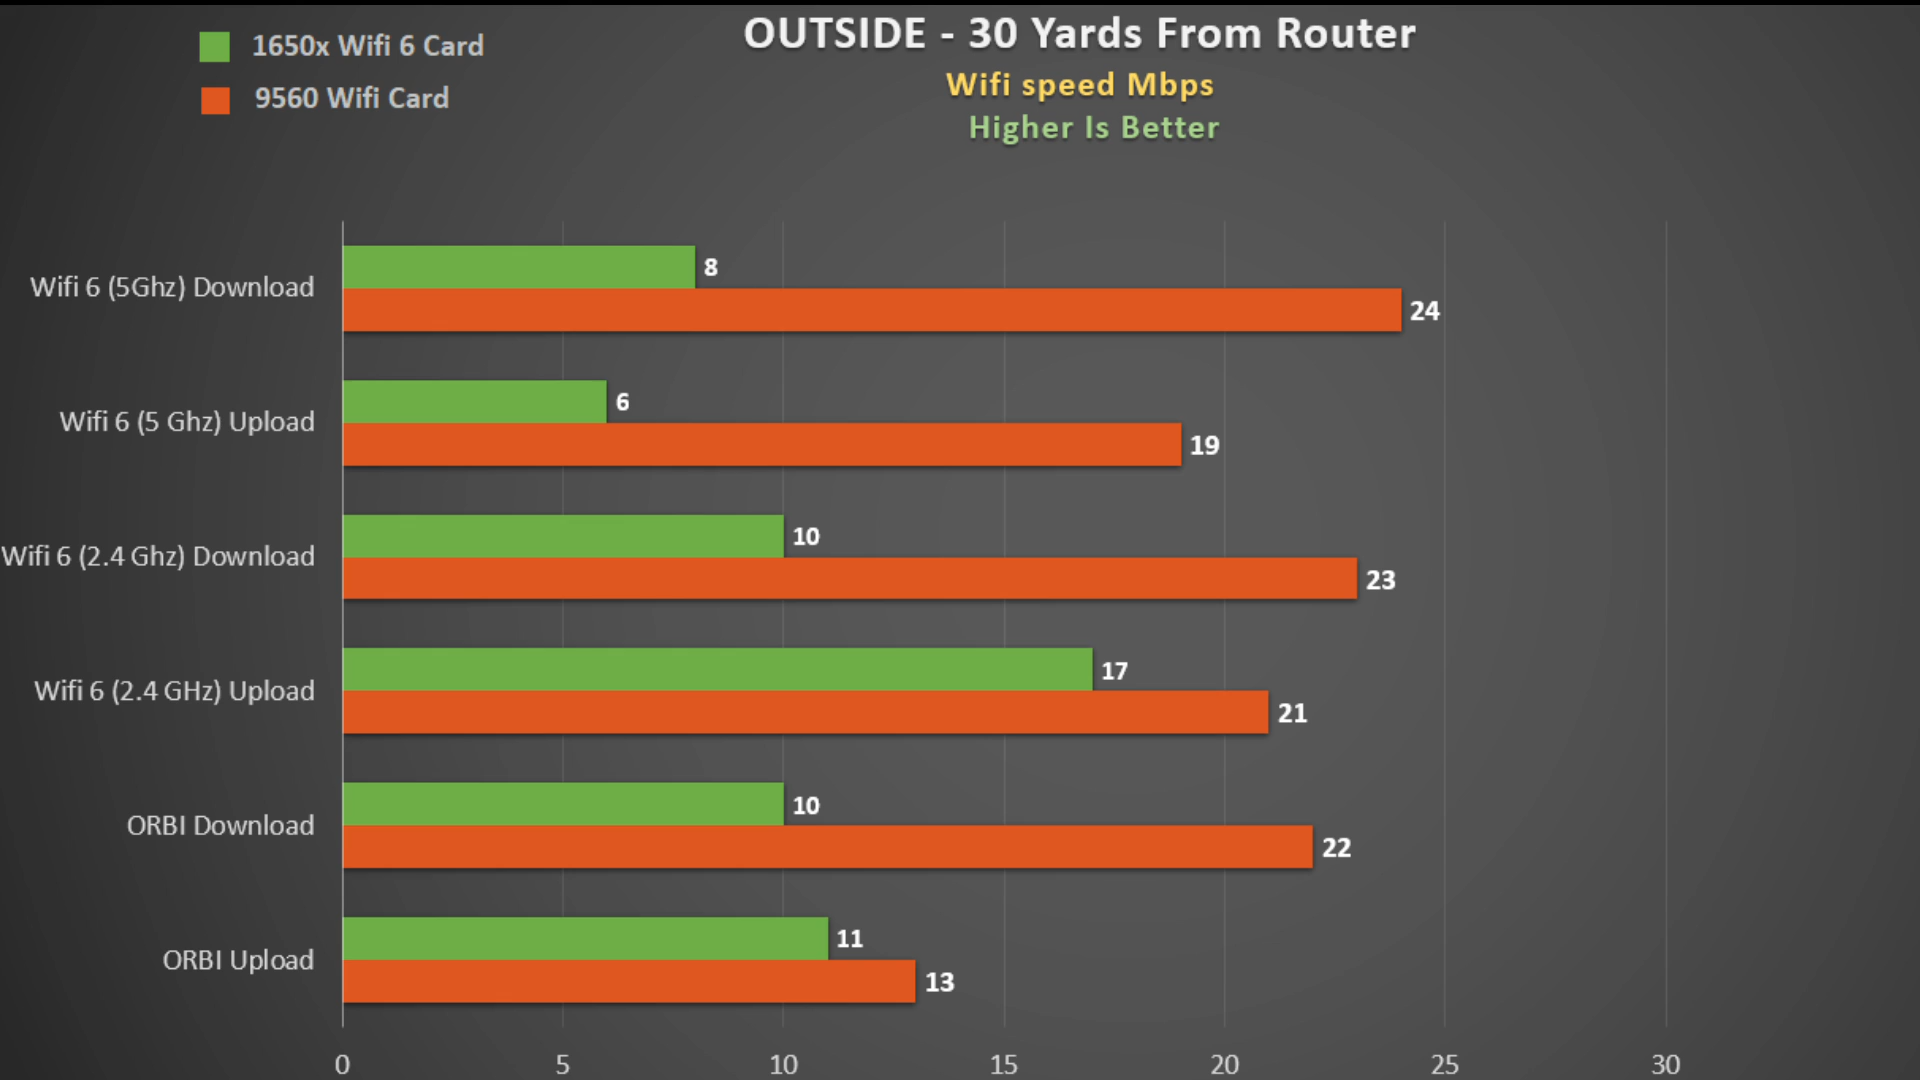 OUTSIDE - 30 Yards From Router
Wifi speed Mbps
Higher Is Better
1650x Wifi 6 Card
9560 Wifi Card
Wifi 6 (5Ghz) Download
8
24
Wifi 6 (5 Ghz) Upload
6
19
Wifi 6 (2.4 Ghz) Download
10
23
Wifi 6 (2.4 GHz) Upload
17
21
ORBI Download
10
22
ORBI Upload
11
13
0 5 10 15 20 25 30